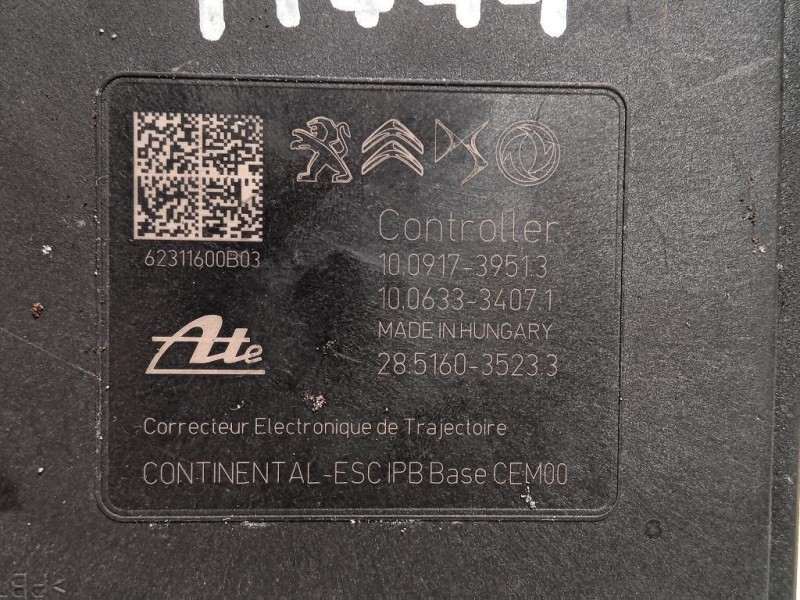 62311600B03
DS
Controller
10.0917-3951.3
10.0633-3407.1
MADE IN HUNGARY
Ate
28.5160-3523.3
Correcteur Electronique de Trajectoire
CONTINENTAL-ESC IPB Base CEM00